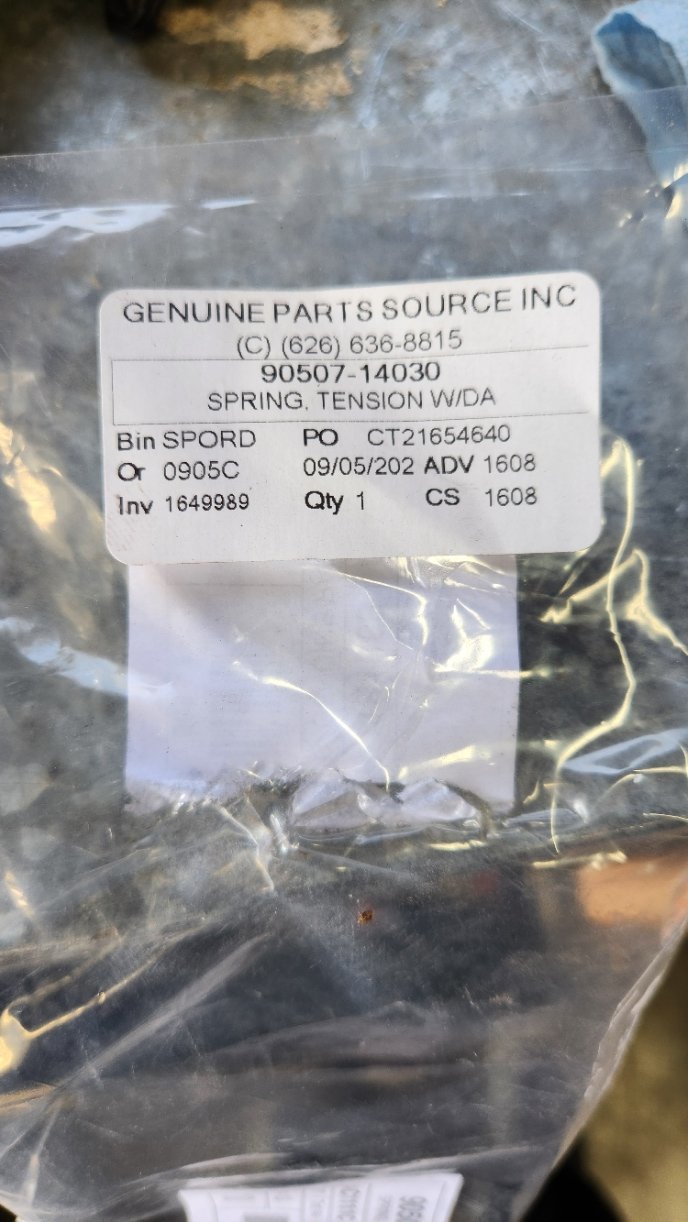 GENUINE PARTS SOURCE INC
(C) (626) 636-8815
90507-14030
SPRING, TENSION W/DA
Bin SPORD PO CT21654640
Or 0905C 09/05/202 ADV 1608
Inv 1649989 Qty 1 CS 1608